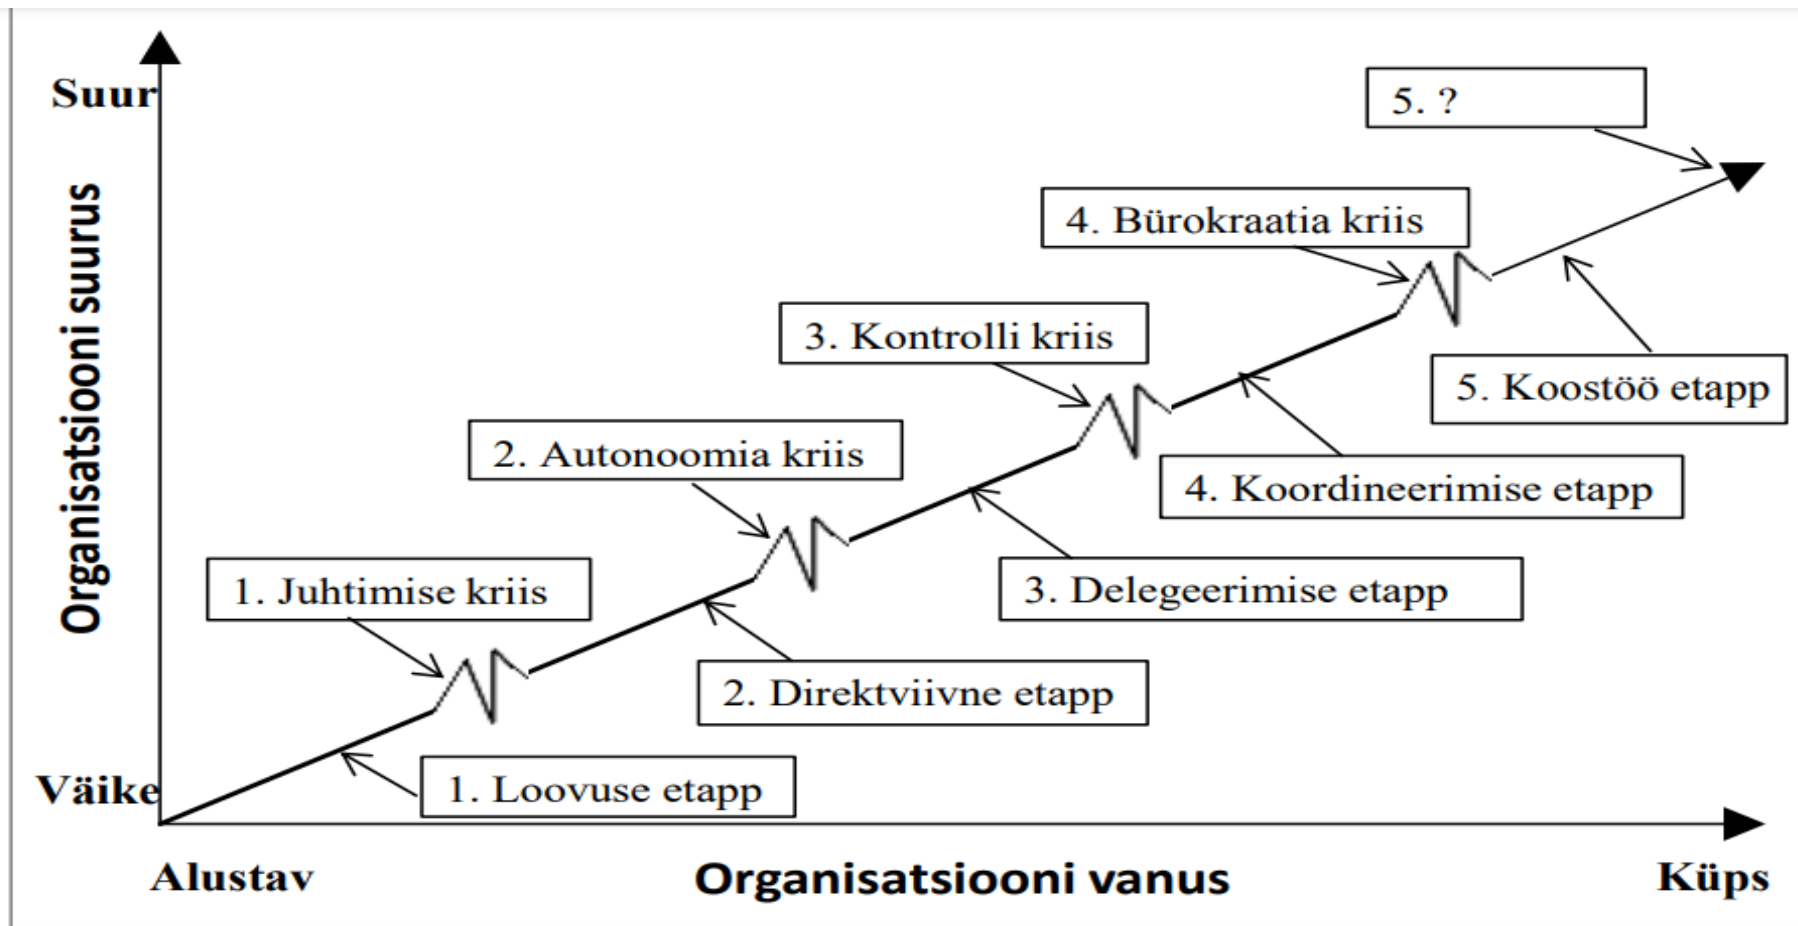 Suur
5. ?
4. Bürokraatia kriis
Organisatsiooni suurus
3. Kontrolli kriis
5. Koostöö etapp
2. Autonoomia kriis
4. Koordineerimise etapp
1. Juhtimise kriis
3. Delegeerimise etapp
2. Direktviivne etapp
Väike
1. Loovuse etapp
Alustav
Organisatsiooni vanus
Küps